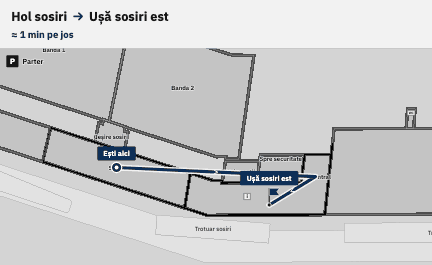 Hol sosiri → Ușă sosiri est
≈ 1 min pe jos
Banda 1
P Parter
Banda 2
Ieșire sosiri
Ești aici
Spre securitate
Ușă sosiri est
Trotuar sosiri